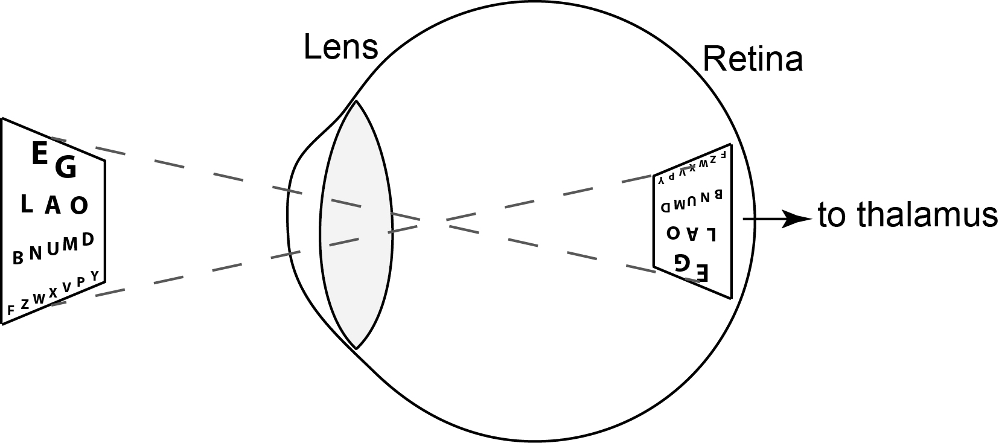 Lens
Retina
E G
L A O
B N U M D
F Z W X V P Y
F Z W X V P Y
B N U M D
L A O
E G
to thalamus